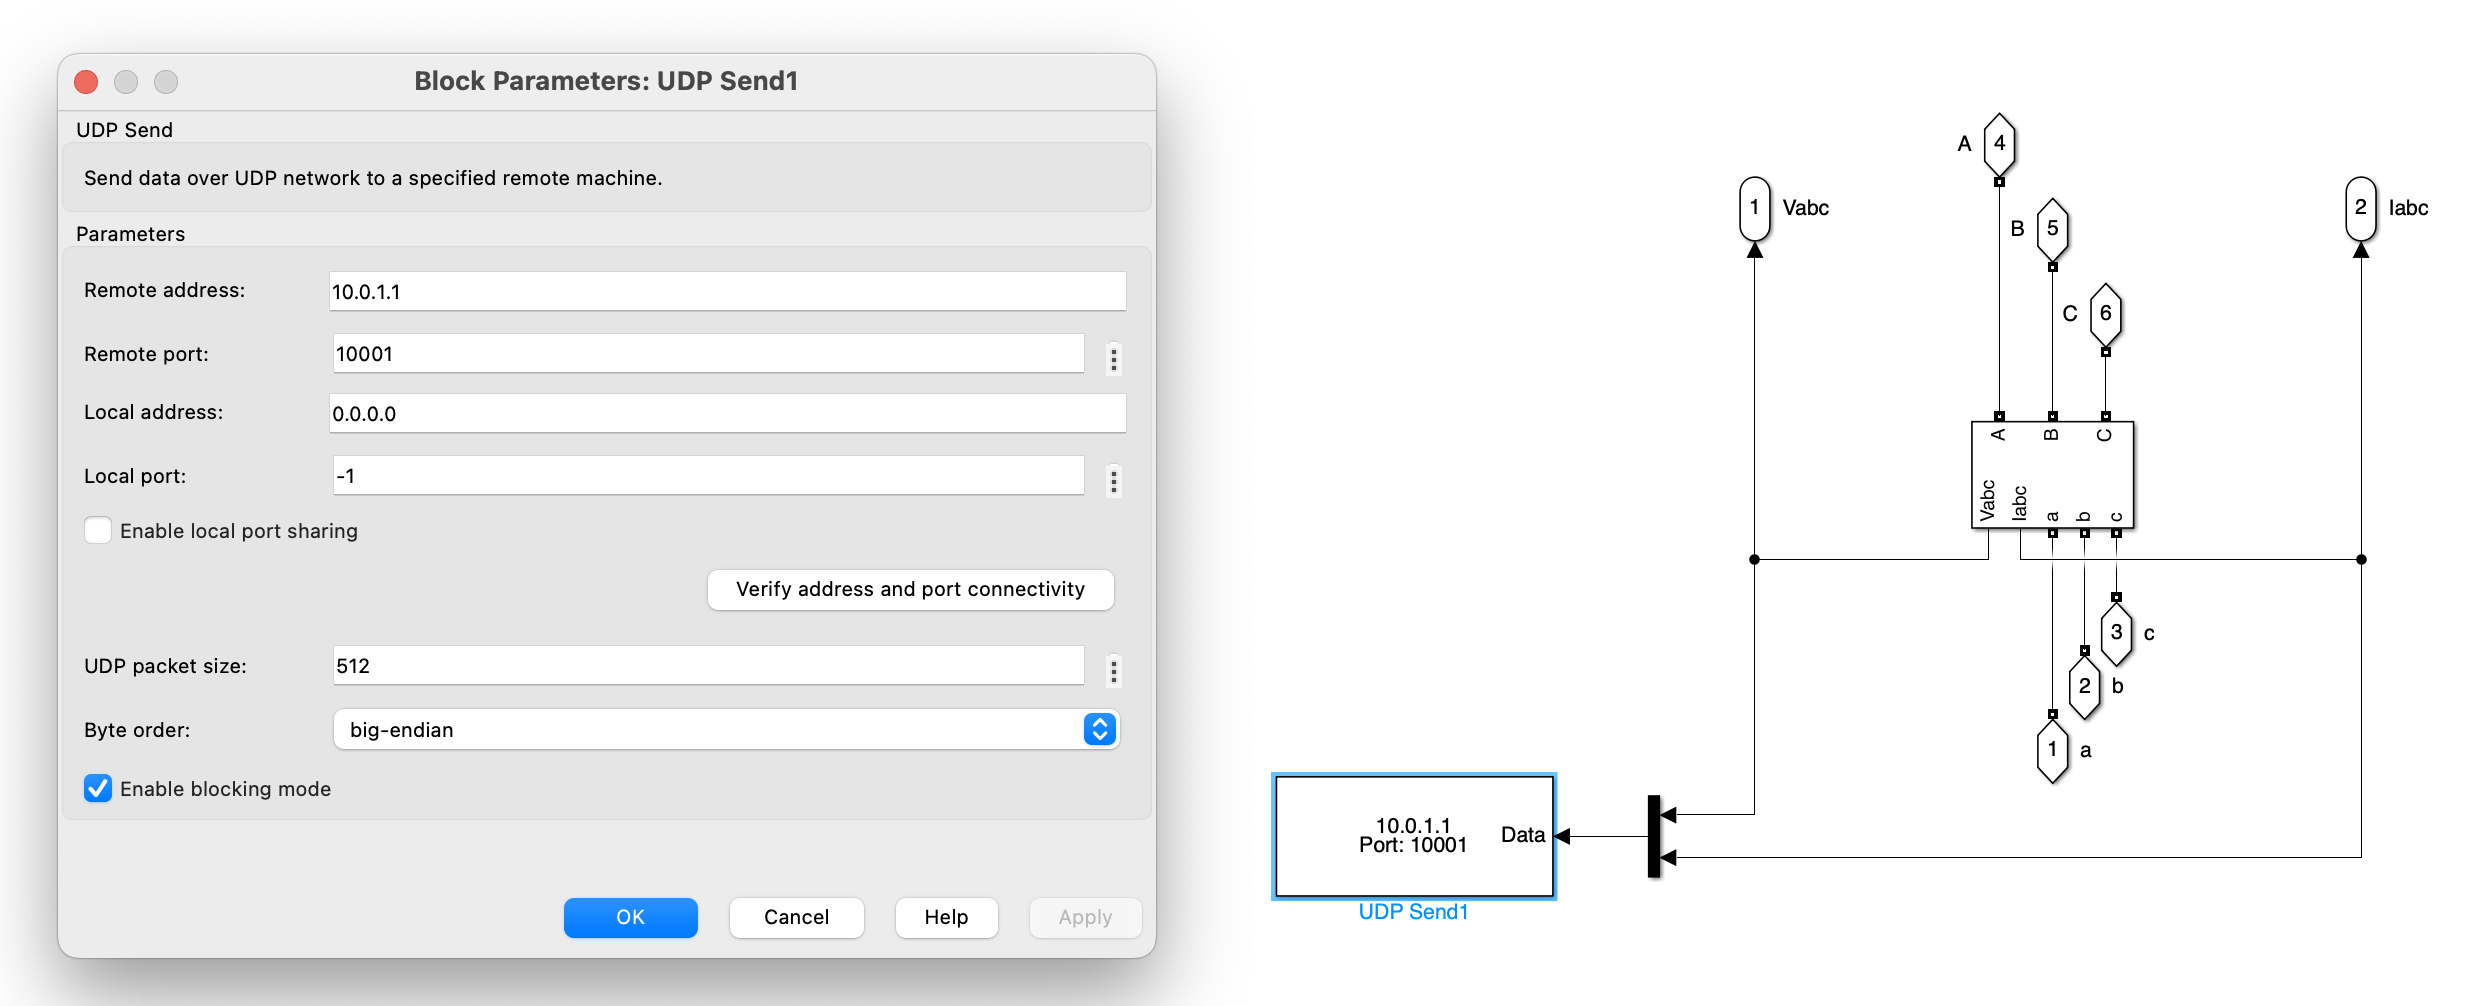 Block Parameters: UDP Send1
UDP Send
Send data over UDP network to a specified remote machine.
Parameters
Remote address:
10.0.1.1
Remote port:
10001
Local address:
0.0.0.0
Local port:
-1
Enable local port sharing
Verify address and port connectivity
UDP packet size:
512
Byte order:
big-endian
Enable blocking mode
OK
Cancel
Help
Apply
A
4
1
Vabc
2
Iabc
B
5
C
6
A
B
C
Vabc
Iabc
a
b
c
3
c
2
b
1
a
10.0.1.1
Port: 10001
Data
UDP Send1